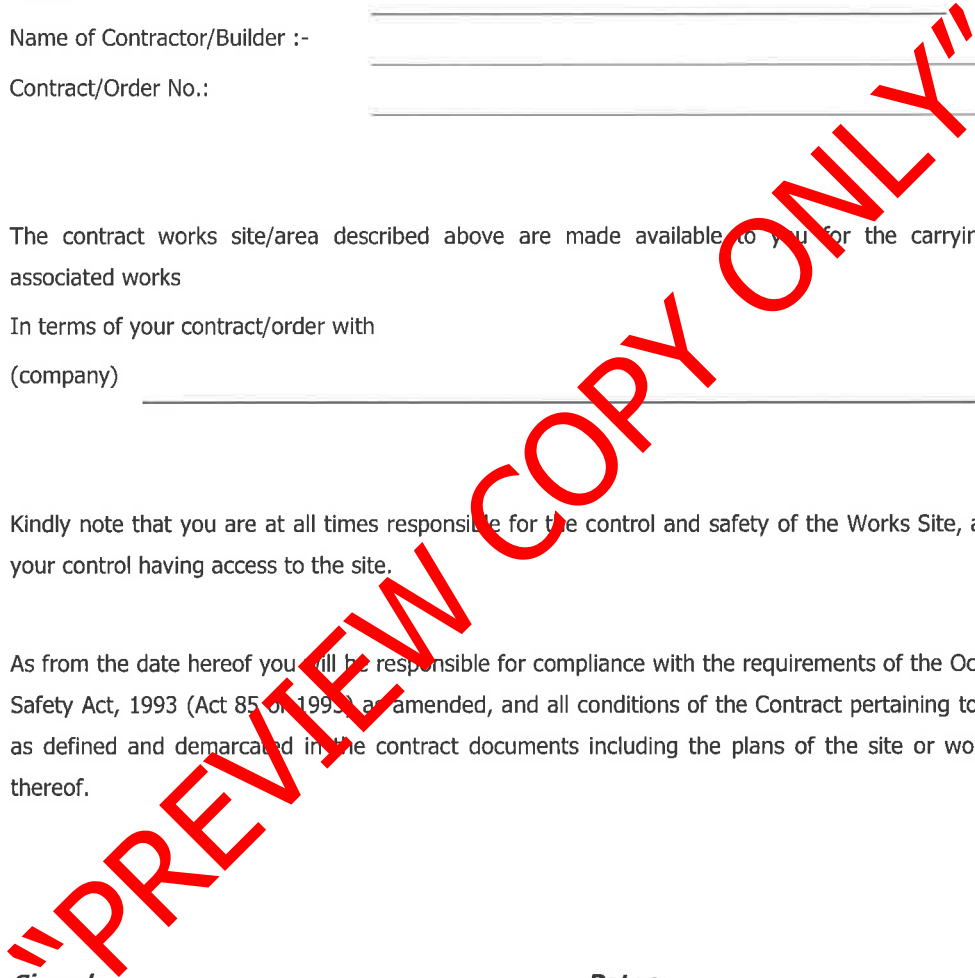 Name of Contractor/Builder :-
Contract/Order No.:
The contract works site/area described above are made available to you for the
associated works
In terms of your contract/order with
(company)
Kindly note that you are at all times responsible for the control and safety of the Works Site,
your control having access to the site.
As from the date hereof you will be responsible for compliance with the requirements of the
Safety Act, 1993 (Act 85 of 1993) as amended, and all conditions of the Contract pertaining to
as defined and demarcated in the contract documents including the plans of the site or
thereof.
"PREVIEW COPY ONLY"